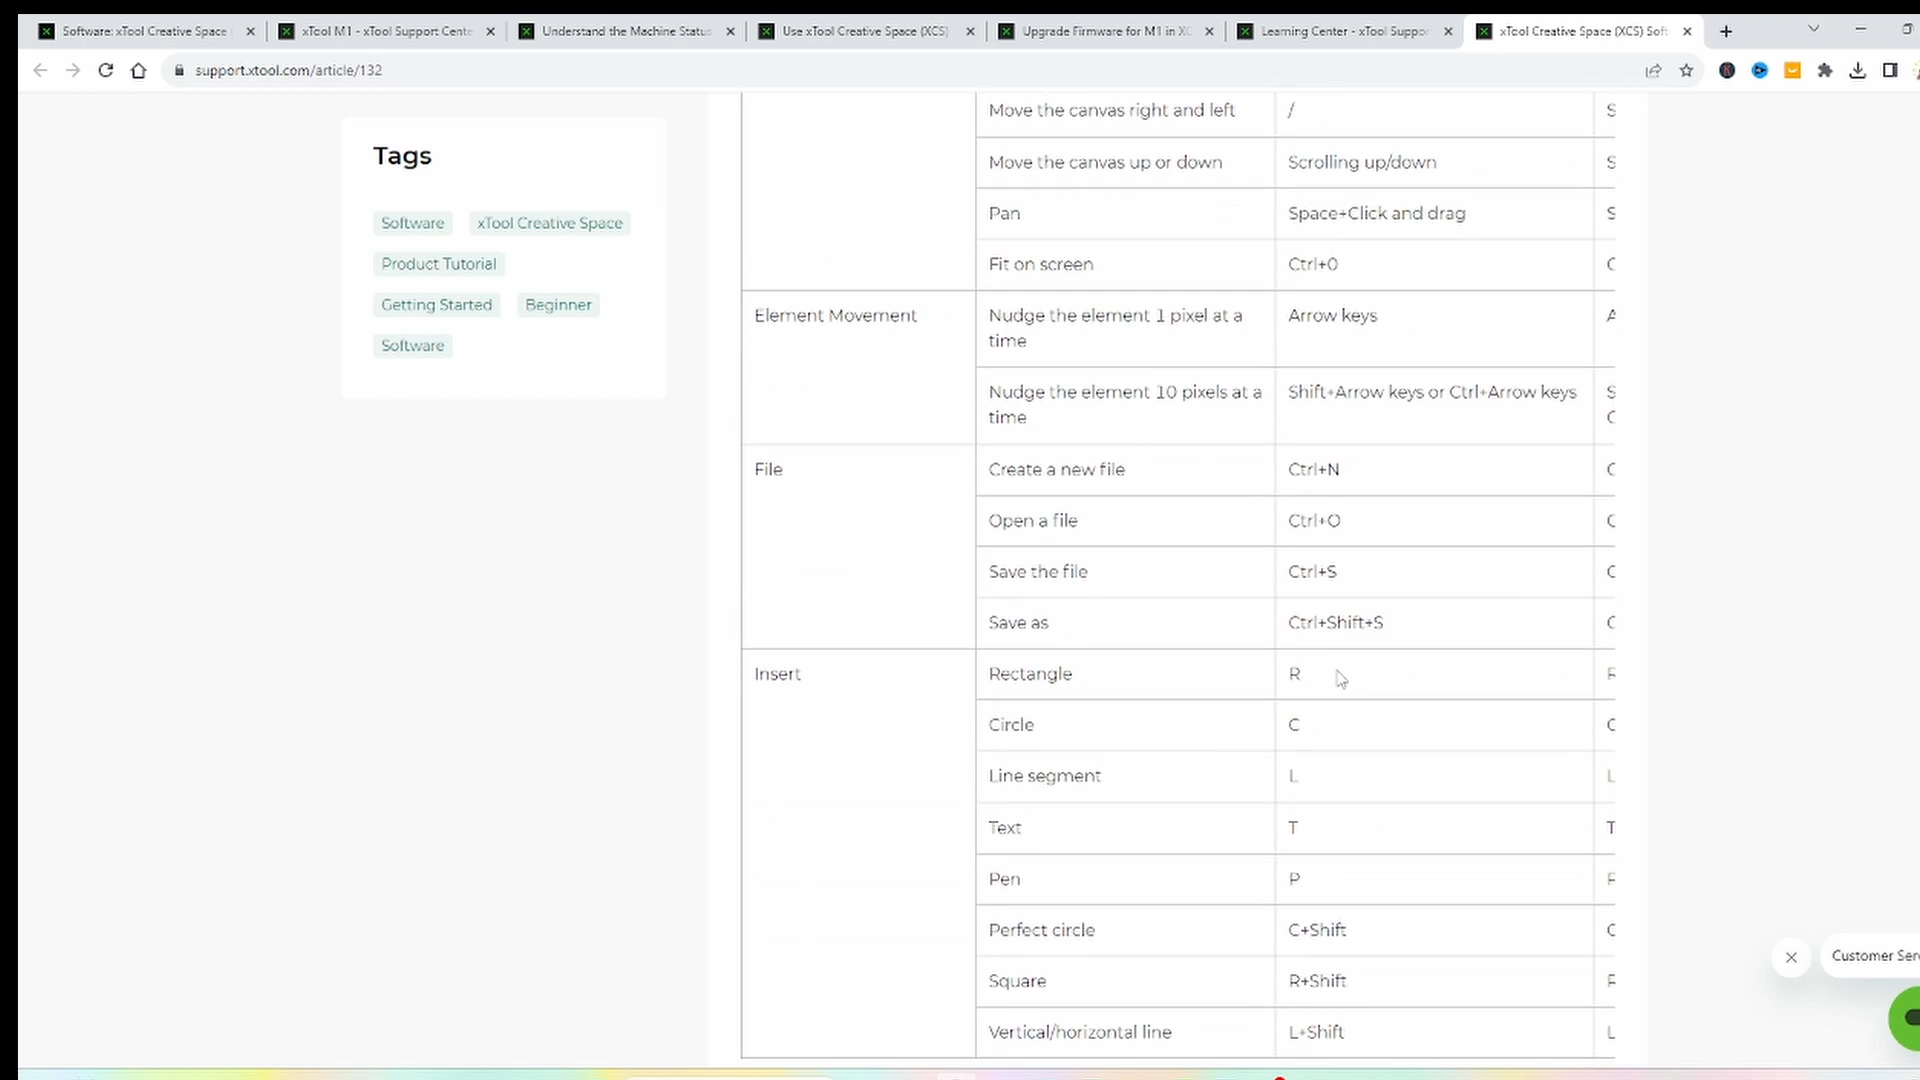 Software: xTool Creative Space
xTool M1 - xTool Support Cente
Understand the Machine Status
Use xTool Creative Space (XCS)
Upgrade Firmware for M1 in XC
Learning Center - xTool Suppor
xTool Creative Space (XCS) Soft
support.xtool.com/article/132
Tags
Software
xTool Creative Space
Product Tutorial
Getting Started
Beginner
Software
Move the canvas right and left
/
S
Move the canvas up or down
Scrolling up/down
S
Pan
Space+Click and drag
S
Fit on screen
Ctrl+0
C
Element Movement
Nudge the element 1 pixel at a
time
Arrow keys
A
Nudge the element 10 pixels at a
time
Shift+Arrow keys or Ctrl+Arrow keys
S
C
File
Create a new file
Ctrl+N
C
Open a file
Ctrl+O
C
Save the file
Ctrl+S
C
Save as
Ctrl+Shift+S
C
Insert
Rectangle
R
R
Circle
C
C
Line segment
L
L
Text
T
T
Pen
P
P
Perfect circle
C+Shift
C
Square
R+Shift
R
Vertical/horizontal line
L+Shift
L
Customer Serv